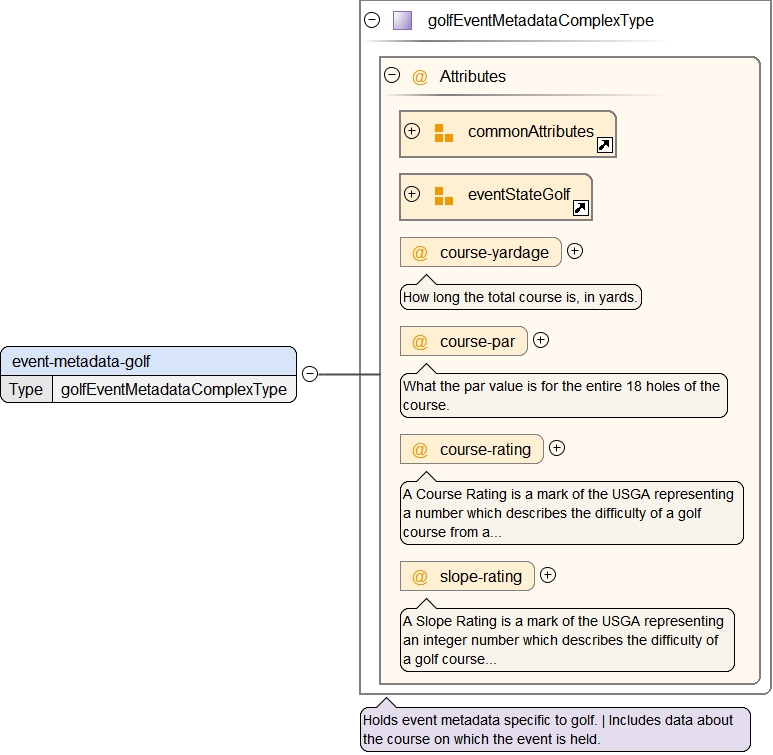 golfEventMetadataComplexType
@ Attributes
commonAttributes
eventStateGolf
@ course-yardage
How long the total course is, in yards.
@ course-par
What the par value is for the entire 18 holes of the
course.
@ course-rating
A Course Rating is a mark of the USGA representing
a number which describes the difficulty of a golf
course from a...
@ slope-rating
A Slope Rating is a mark of the USGA representing
an integer number which describes the difficulty of
a golf course...
Holds event metadata specific to golf. | Includes data about
the course on which the event is held.
event-metadata-golf
Type golfEventMetadataComplexType